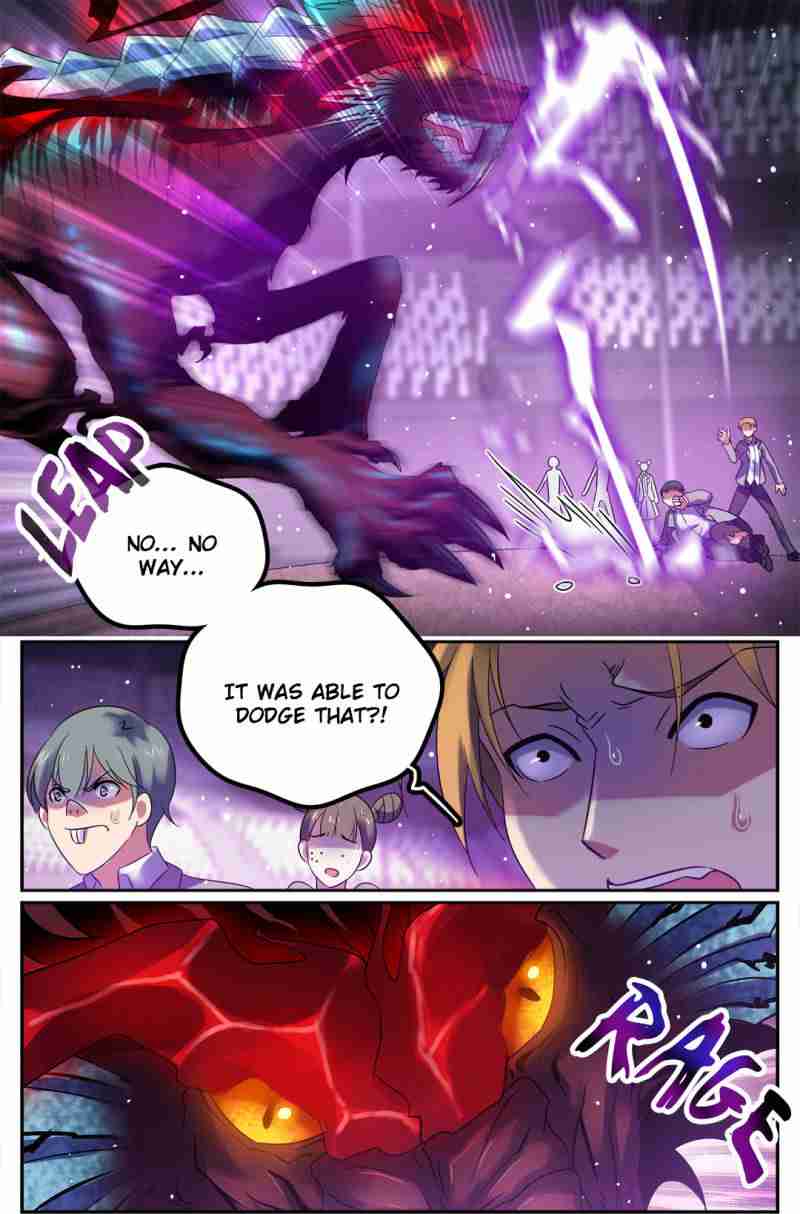 LEAP
NO... NO
WAY...
IT WAS ABLE TO
DODGE THAT?!
RAGE